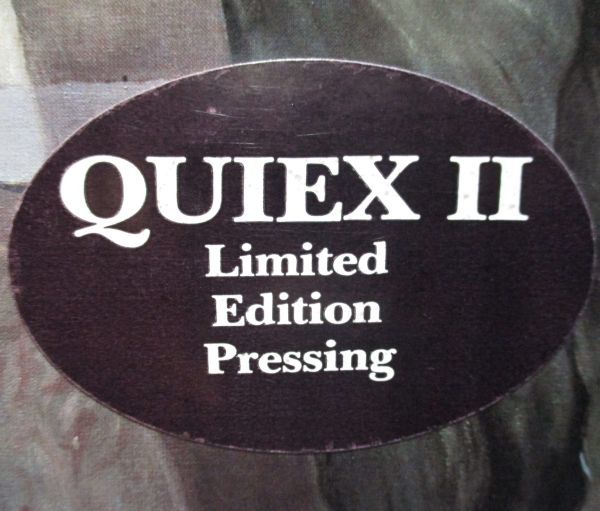 QUIEX II
Limited
Edition
Pressing